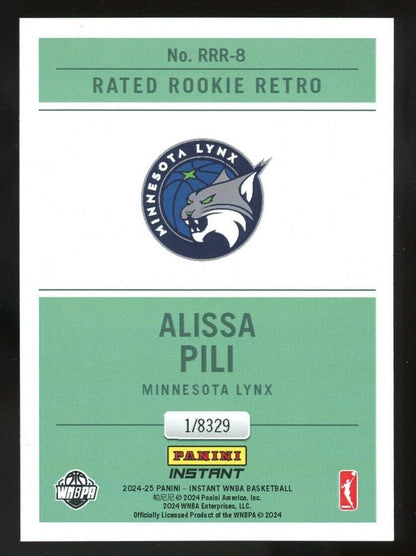 No. RRR-8
RATED ROOKIE RETRO
MINNESOTA LYNX
ALISSA
PILI
MINNESOTA LYNX
1/8329
PANINI
INSTANT
WNBPA
2024-25 PANINI – INSTANT WNBA BASKETBALL
帕尼尼 © 2024 Panini America, Inc.
2024 WNBA Enterprises, LLC.
Officially Licensed Product of the WNBPA © 2024